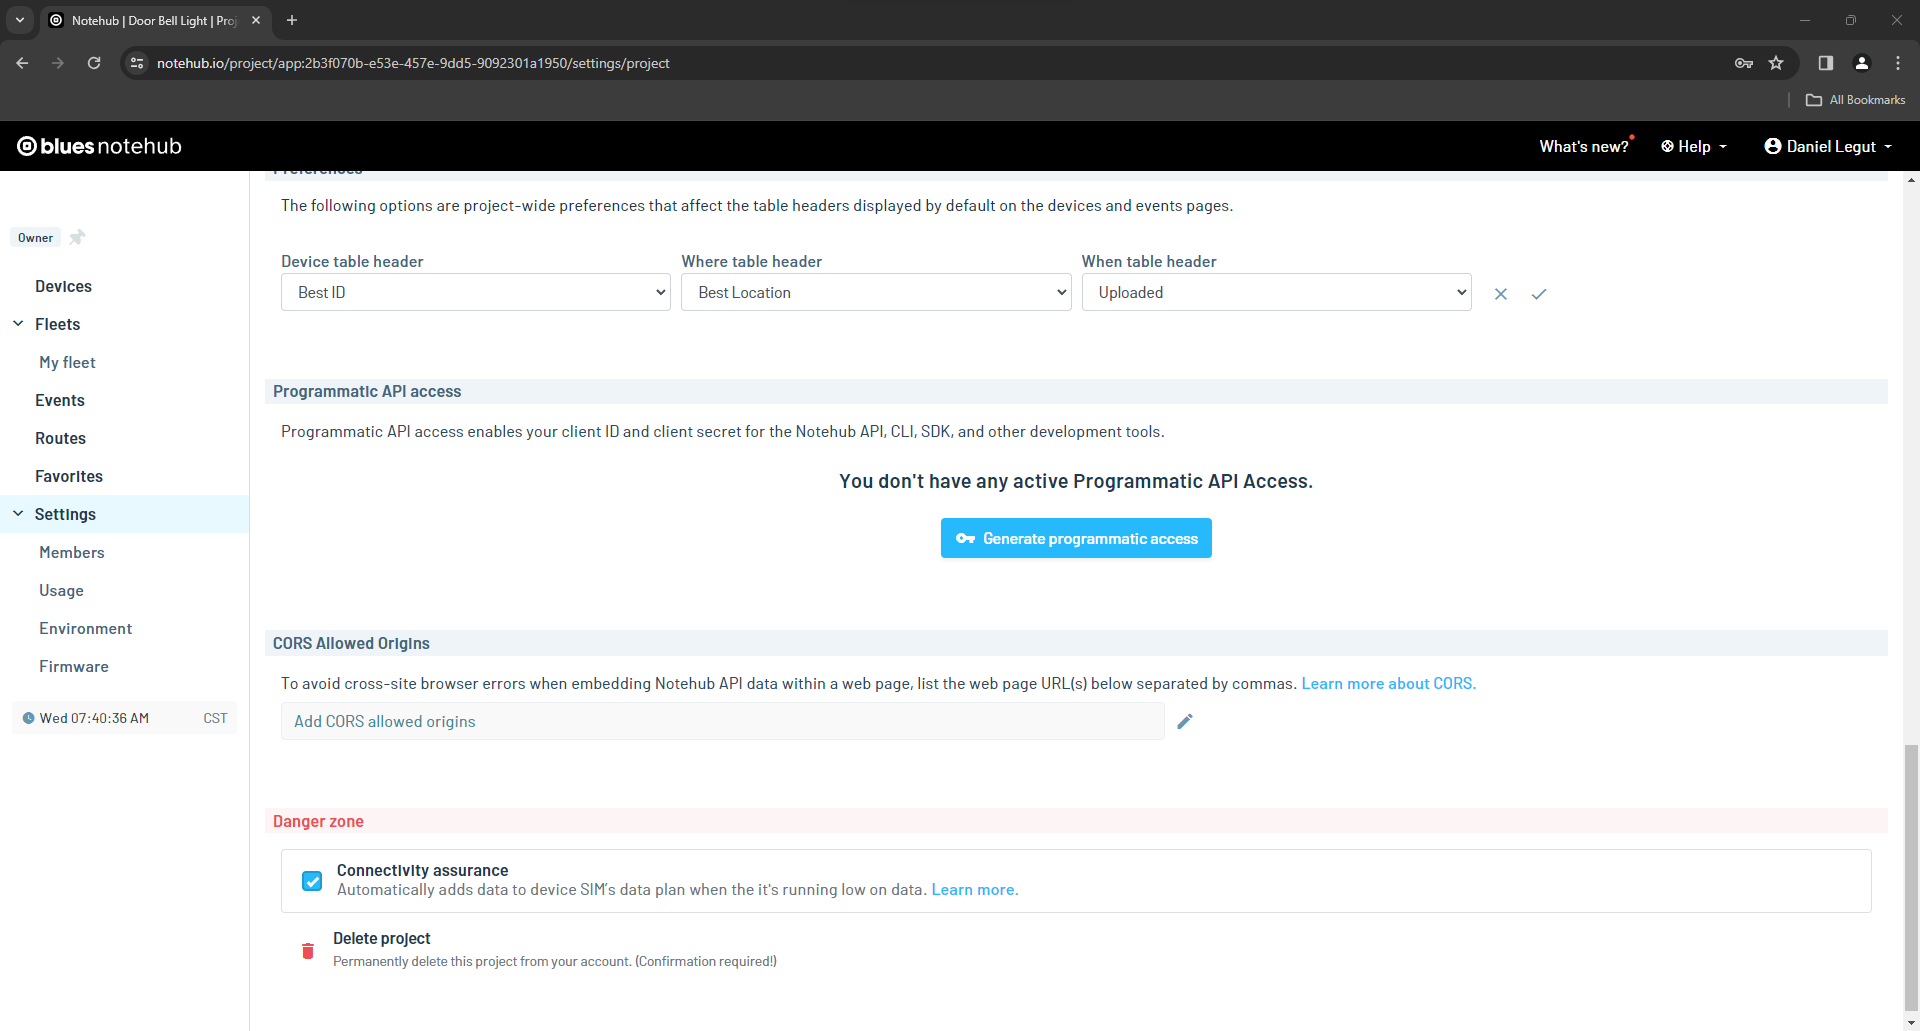 Notehub | Door Bell Light | Proj
notehub.io/project/app:2b3f070b-e53e-457e-9dd5-9092301a1950/settings/project
All Bookmarks
blues notehub
What's new?
Help
Daniel Legut
Preferences
The following options are project-wide preferences that affect the table headers displayed by default on the devices and events pages.
Owner
Devices
Fleets
My fleet
Events
Routes
Favorites
Settings
Members
Usage
Environment
Firmware
Wed 07:40:36 AM CST
Device table header
Where table header
When table header
Best ID
Best Location
Uploaded
Programmatic API access
Programmatic API access enables your client ID and client secret for the Notehub API, CLI, SDK, and other development tools.
You don't have any active Programmatic API Access.
Generate programmatic access
CORS Allowed Origins
To avoid cross-site browser errors when embedding Notehub API data within a web page, list the web page URL(s) below separated by commas. Learn more about CORS.
Add CORS allowed origins
Danger zone
Connectivity assurance
Automatically adds data to device SIM's data plan when the it's running low on data. Learn more.
Delete project
Permanently delete this project from your account. (Confirmation required!)